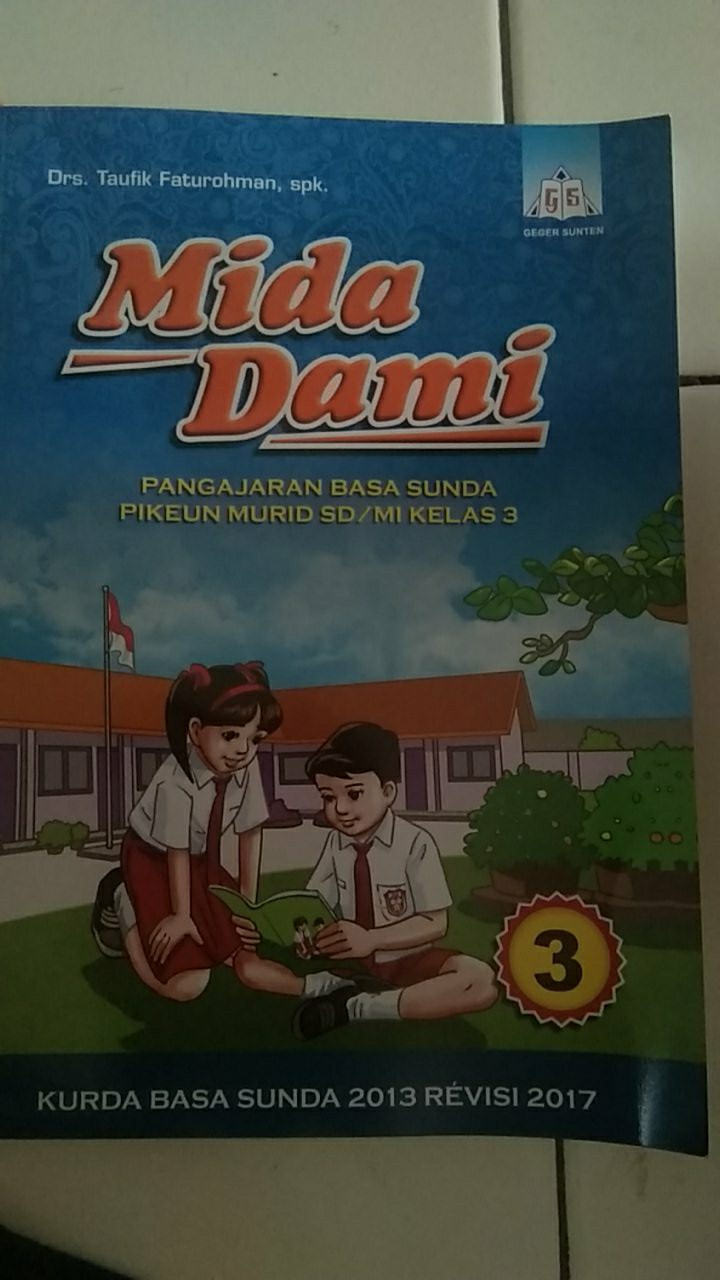 Drs. Taufik Faturohman, spk.
GS
GEGER SUNTEN
Mida
Dami
PANGAJARAN BASA SUNDA
PIKEUN MURID SD/MI KELAS 3
3
KURDA BASA SUNDA 2013 RÉVISI 2017